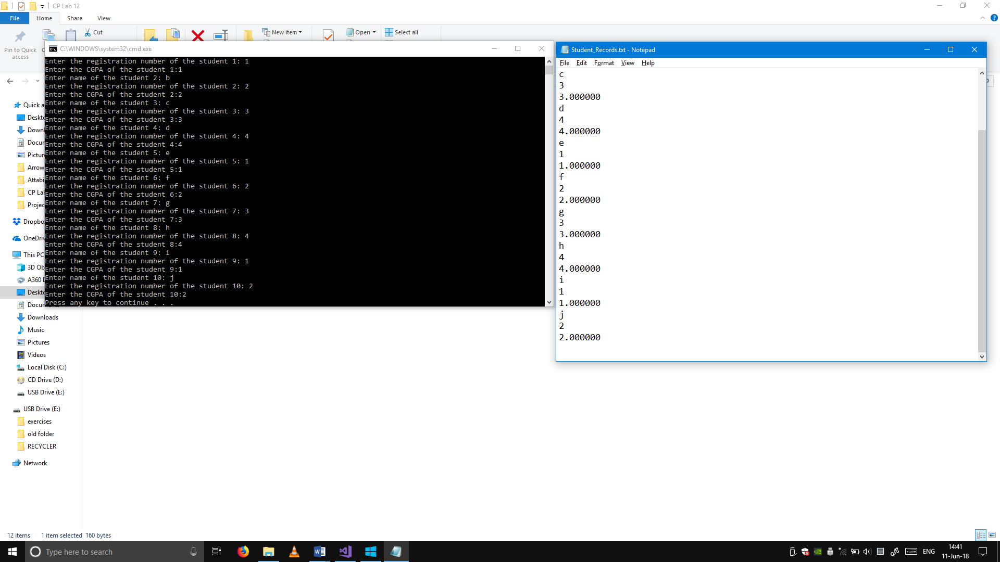 CP Lab 12
File Home Share View
Pin to Quick access
Cut
New item
Open
Select all
C:\WINDOWS\system32\cmd.exe
Enter the registration number of the student 1: 1
Enter the CGPA of the student 1:1
Enter name of the student 2: b
Enter the registration number of the student 2: 2
Enter the CGPA of the student 2:2
Enter name of the student 3: c
Enter the registration number of the student 3: 3
Enter the CGPA of the student 3:3
Enter name of the student 4: d
Enter the registration number of the student 4: 4
Enter the CGPA of the student 4:4
Enter name of the student 5: e
Enter the registration number of the student 5: 1
Enter the CGPA of the student 5:1
Enter name of the student 6: f
Enter the registration number of the student 6: 2
Enter the CGPA of the student 6:2
Enter name of the student 7: g
Enter the registration number of the student 7: 3
Enter the CGPA of the student 7:3
Enter name of the student 8: h
Enter the registration number of the student 8: 4
Enter the CGPA of the student 8:4
Enter name of the student 9: i
Enter the registration number of the student 9: 1
Enter the CGPA of the student 9:1
Enter name of the student 10: j
Enter the registration number of the student 10: 2
Enter the CGPA of the student 10:2
Press any key to continue . . .
Student_Records.txt - Notepad
File Edit Format View Help
c
3
3.000000
d
4
4.000000
e
1
1.000000
f
2
2.000000
g
3
3.000000
h
4
4.000000
i
1
1.000000
j
2
2.000000
Quick a
Deskt
Down
Docur
Pictur
Arrow
Attabi
CP La
Projec
Dropbo
OneDriv
This PC
3D Ob
A360 D
Deskto
Docum
Downloads
Music
Pictures
Videos
Local Disk (C:)
CD Drive (D:)
USB Drive (E:)
USB Drive (E:)
exercises
old folder
RECYCLER
Network
12 items 1 item selected 160 bytes
Type here to search
ENG
14:41
11-Jun-18